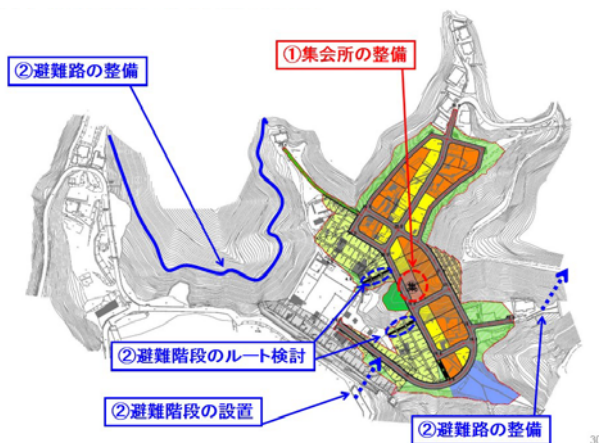 ①集会所の整備
②避難路の整備
②避難階段のルート検討
②避難階段の設置
②避難路の整備